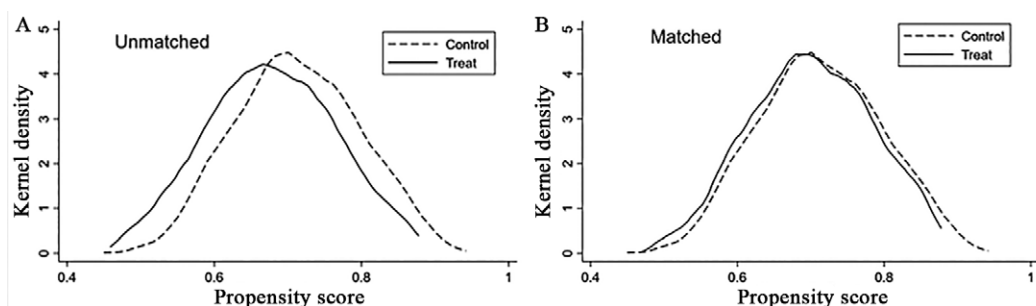 A
Unmatched
Control
Treat
Kernel density
5
4
3
2
1
0
0.4
0.6
0.8
1
Propensity score
B
Matched
Control
Treat
Kernel density
5
4
3
2
1
0
0.4
0.6
0.8
1
Propensity score